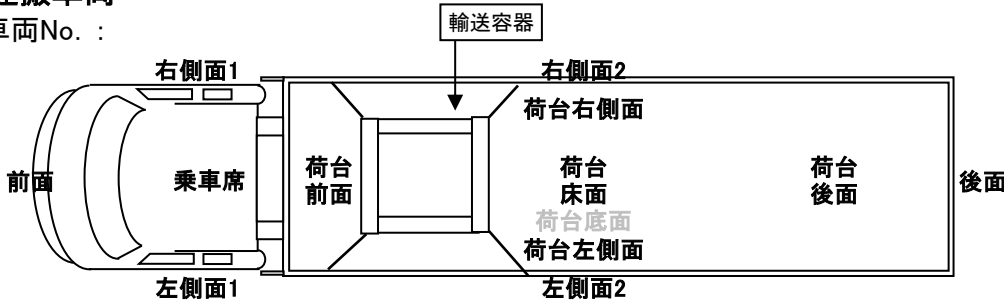 運搬車両
車両No. :
輸送容器
右側面1
右側面2
荷台右側面
前面
乗車席
荷台
前面
荷台
床面
荷台
後面
後面
荷台底面
荷台左側面
左側面1
左側面2